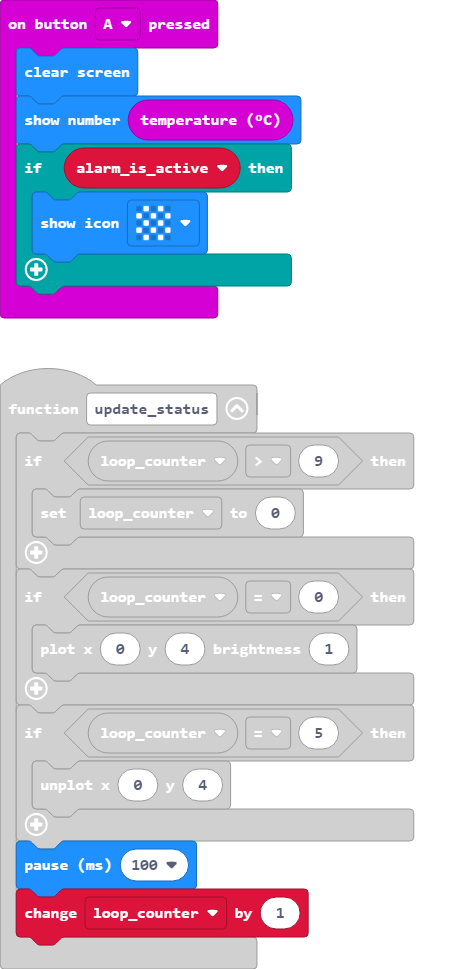 on button A pressed
clear screen
show number temperature (ºC)
if alarm_is_active then
show icon
function update_status
if loop_counter > 9 then
set loop_counter to 0
if loop_counter = 0 then
plot x 0 y 4 brightness 1
if loop_counter = 5 then
unplot x 0 y 4
pause (ms) 100
change loop_counter by 1